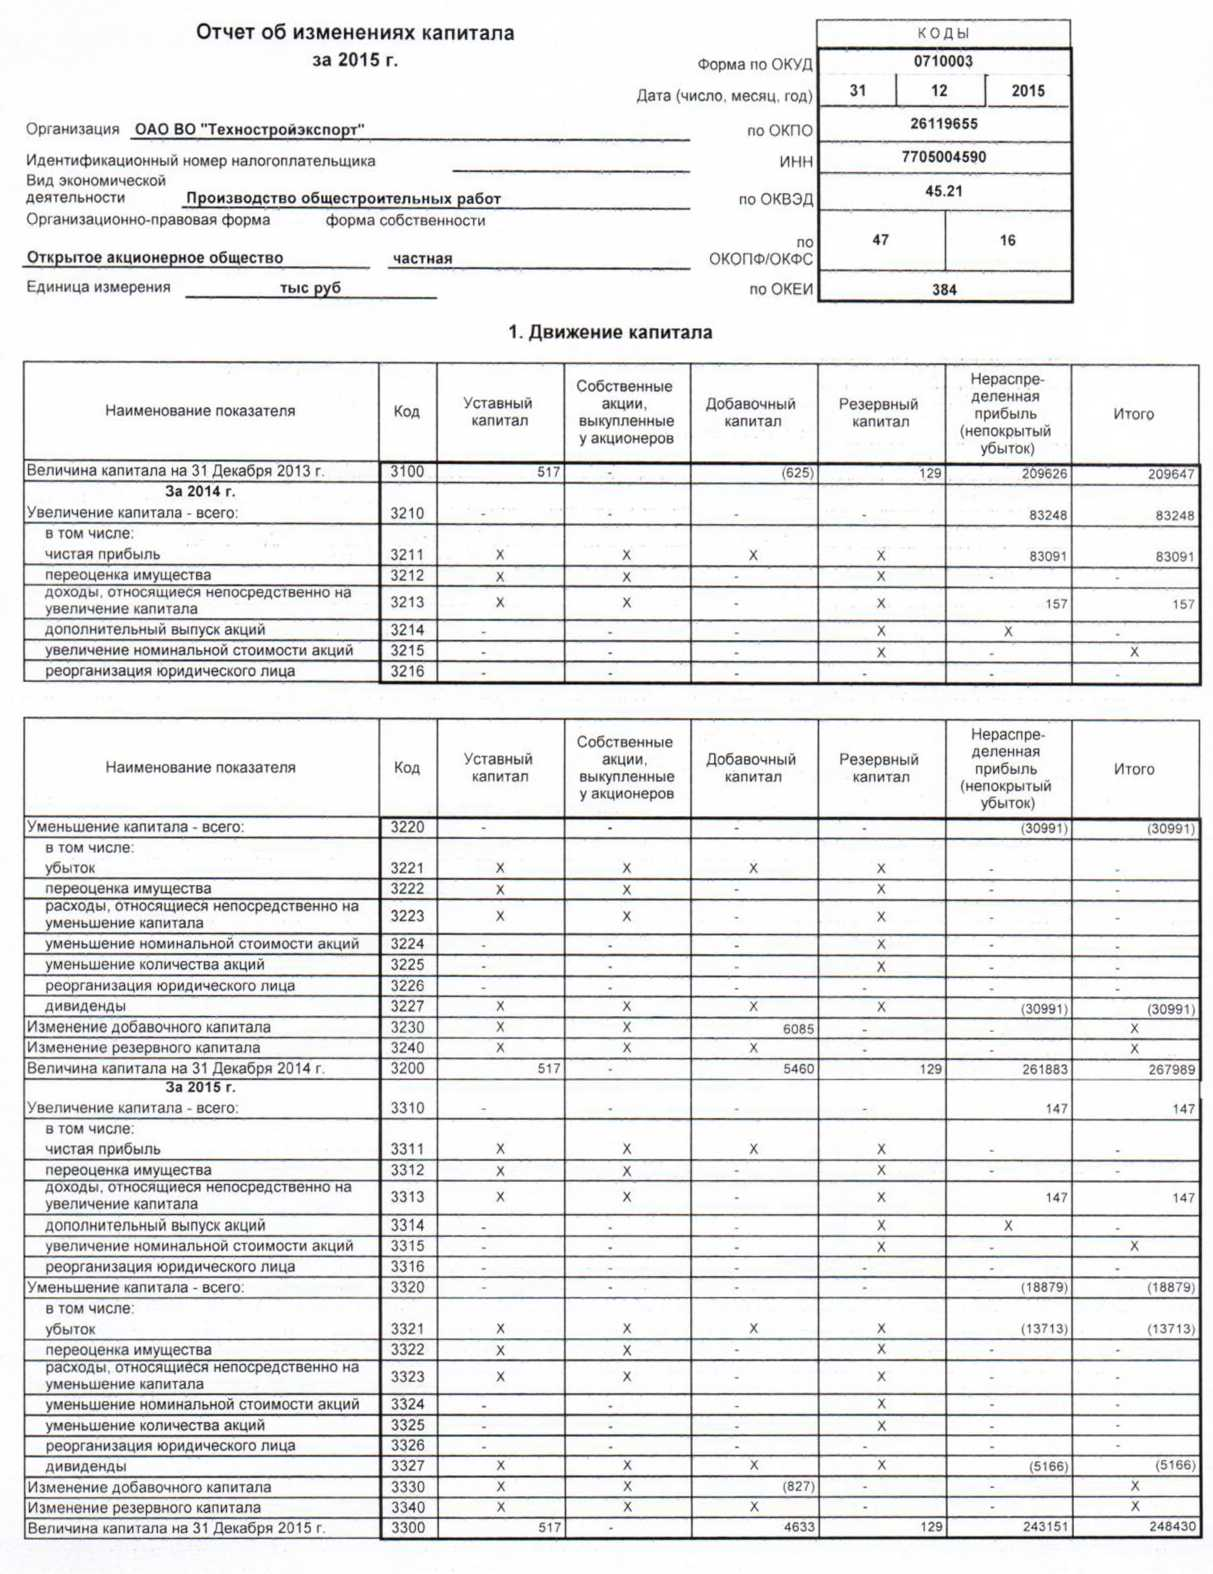 Отчет об изменениях капитала
за 2015 г.
КОДЫ
Форма по ОКУД 0710003
Дата (число, месяц, год) 31 12 2015
Организация ОАО ВО "Техностройэкспорт" по ОКПО 26119655
Идентификационный номер налогоплательщика ИНН 7705004590
Вид экономической
деятельности Производство общестроительных работ по ОКВЭД 45.21
Организационно-правовая форма форма собственности
по 47 16
Открытое акционерное общество частная ОКОПФ/ОКФС
Единица измерения тыс руб по ОКЕИ 384
1. Движение капитала
Наименование показателя Код Уставный капитал Собственные акции, выкупленные у акционеров Добавочный капитал Резервный капитал Нераспре-деленная прибыль (непокрытый убыток) Итого
Величина капитала на 31 Декабря 2013 г. 3100 517 - (625) 129 209626 209647
За 2014 г.
Увеличение капитала - всего: 3210 - - - - 83248 83248
в том числе:
чистая прибыль 3211 X X X X 83091 83091
переоценка имущества 3212 X X - X - -
доходы, относящиеся непосредственно на
увеличение капитала 3213 X X - X 157 157
дополнительный выпуск акций 3214 - - - X X -
увеличение номинальной стоимости акций 3215 - - - X - X
реорганизация юридического лица 3216 - - - - - -
Наименование показателя Код Уставный капитал Собственные акции, выкупленные у акционеров Добавочный капитал Резервный капитал Нераспре-деленная прибыль (непокрытый убыток) Итого
Уменьшение капитала - всего: 3220 - - - - (30991) (30991)
в том числе:
убыток 3221 X X X X - -
переоценка имущества 3222 X X - X - -
расходы, относящиеся непосредственно на
уменьшение капитала 3223 X X - X - -
уменьшение номинальной стоимости акций 3224 - - - X - -
уменьшение количества акций 3225 - - - X - -
реорганизация юридического лица 3226 - - - - - -
дивиденды 3227 X X X X (30991) (30991)
Изменение добавочного капитала 3230 X X 6085 - - X
Изменение резервного капитала 3240 X X X - - X
Величина капитала на 31 Декабря 2014 г. 3200 517 - 5460 129 261883 267989
За 2015 г.
Увеличение капитала - всего: 3310 - - - - 147 147
в том числе:
чистая прибыль 3311 X X X X - -
переоценка имущества 3312 X X - X - -
доходы, относящиеся непосредственно на
увеличение капитала 3313 X X - X 147 147
дополнительный выпуск акций 3314 - - - X X -
увеличение номинальной стоимости акций 3315 - - - X - X
реорганизация юридического лица 3316 - - - - - -
Уменьшение капитала - всего: 3320 - - - - (18879) (18879)
в том числе:
убыток 3321 X X X X (13713) (13713)
переоценка имущества 3322 X X - X - -
расходы, относящиеся непосредственно на
уменьшение капитала 3323 X X - X - -
уменьшение номинальной стоимости акций 3324 - - - X - -
уменьшение количества акций 3325 - - - X - -
реорганизация юридического лица 3326 - - - - - -
дивиденды 3327 X X X X (5166) (5166)
Изменение добавочного капитала 3330 X X (827) - - X
Изменение резервного капитала 3340 X X X - - X
Величина капитала на 31 Декабря 2015 г. 3300 517 - 4633 129 243151 248430